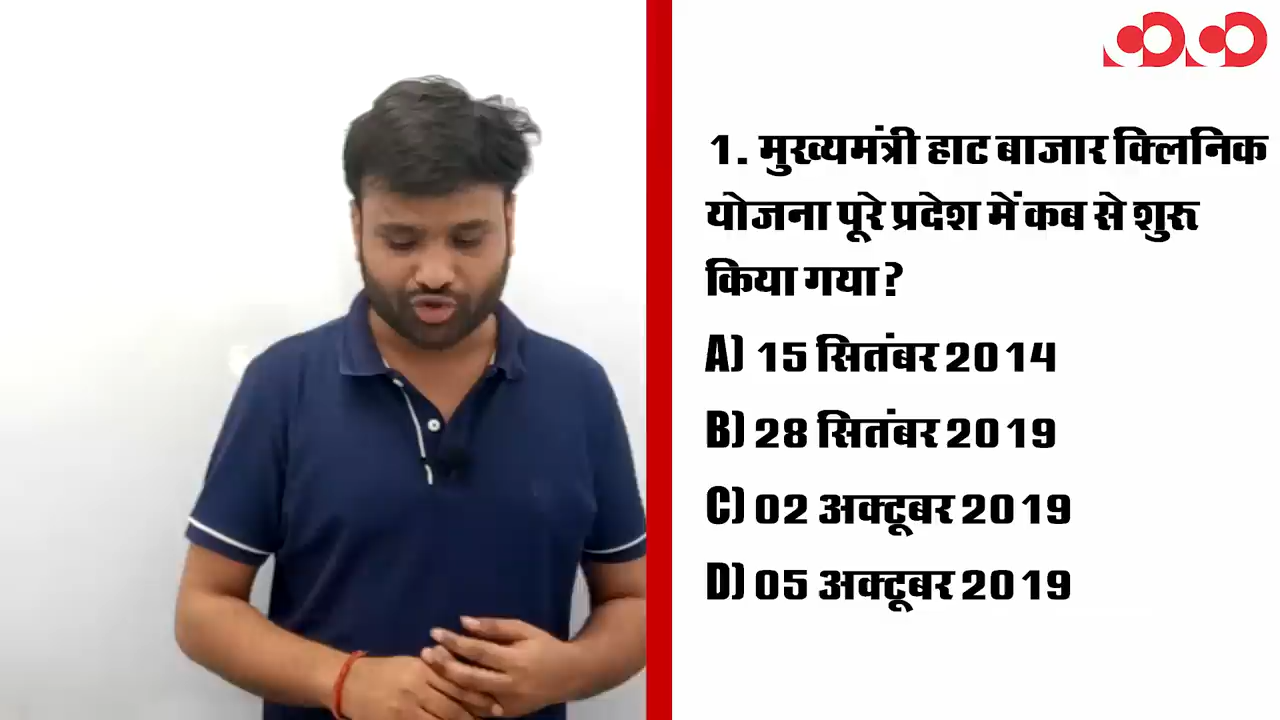 1. मुख्यमंत्री हाट बाजार क्लिनिक
योजना पूरे प्रदेश में कब से शुरू
किया गया?
A) 15 सितंबर 2014
B) 28 सितंबर 2019
C) 02 अक्टूबर 2019
D) 05 अक्टूबर 2019